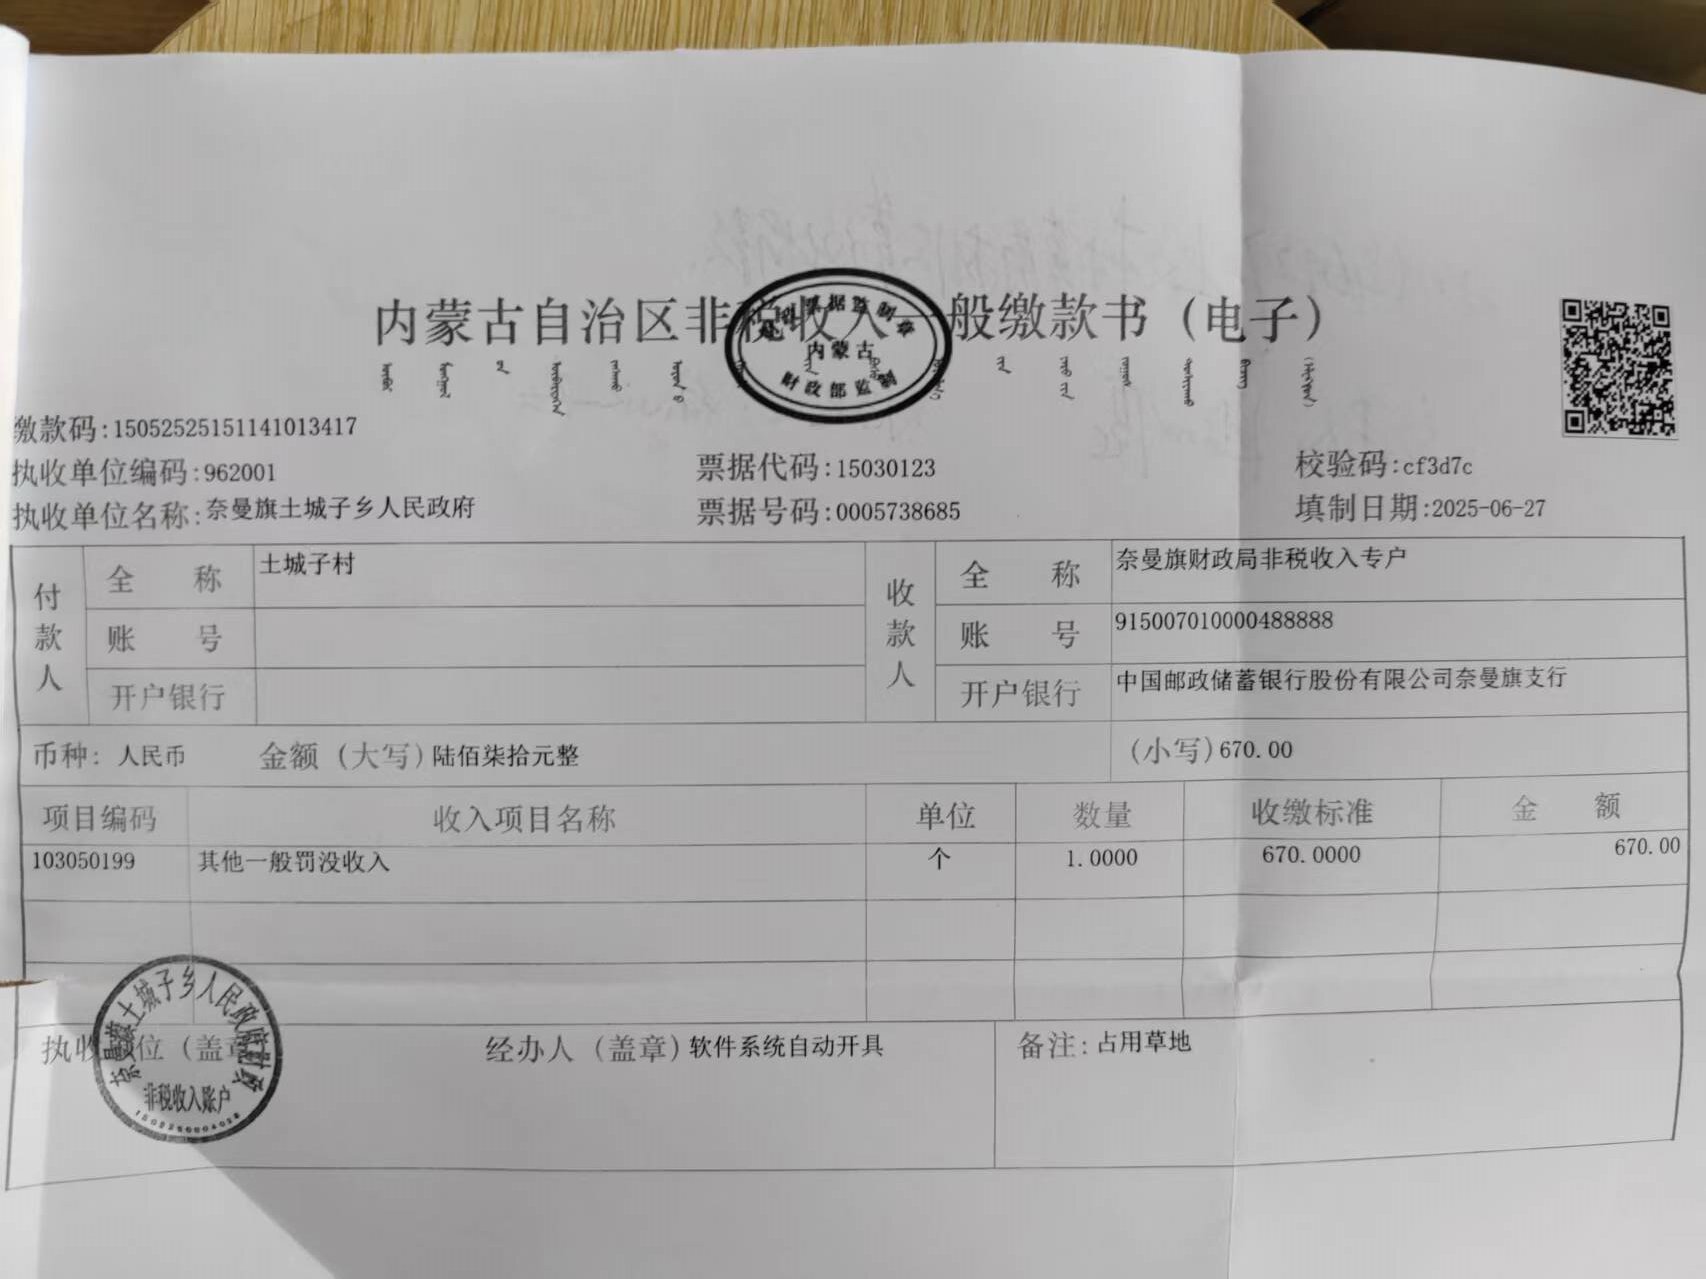 内蒙古自治区非税收入一般缴款书（电子）
内蒙古
财政部监制
缴款码:15052525151141013417
执收单位编码:962001
票据代码:15030123
校验码:cf3d7c
执收单位名称:奈曼旗土城子乡人民政府
票据号码:0005738685
填制日期:2025-06-27
付款人
全称 土城子村
账号
开户银行
收款人
全称 奈曼旗财政局非税收入专户
账号 915007010000488888
开户银行 中国邮政储蓄银行股份有限公司奈曼旗支行
币种: 人民币 金额（大写）陆佰柒拾元整 （小写）670.00
项目编码 收入项目名称 单位 数量 收缴标准 金额
103050199 其他一般罚没收入 个 1.0000 670.0000 670.00
执收单位（盖章
经办人（盖章）软件系统自动开具
备注: 占用草地
非税收入账户